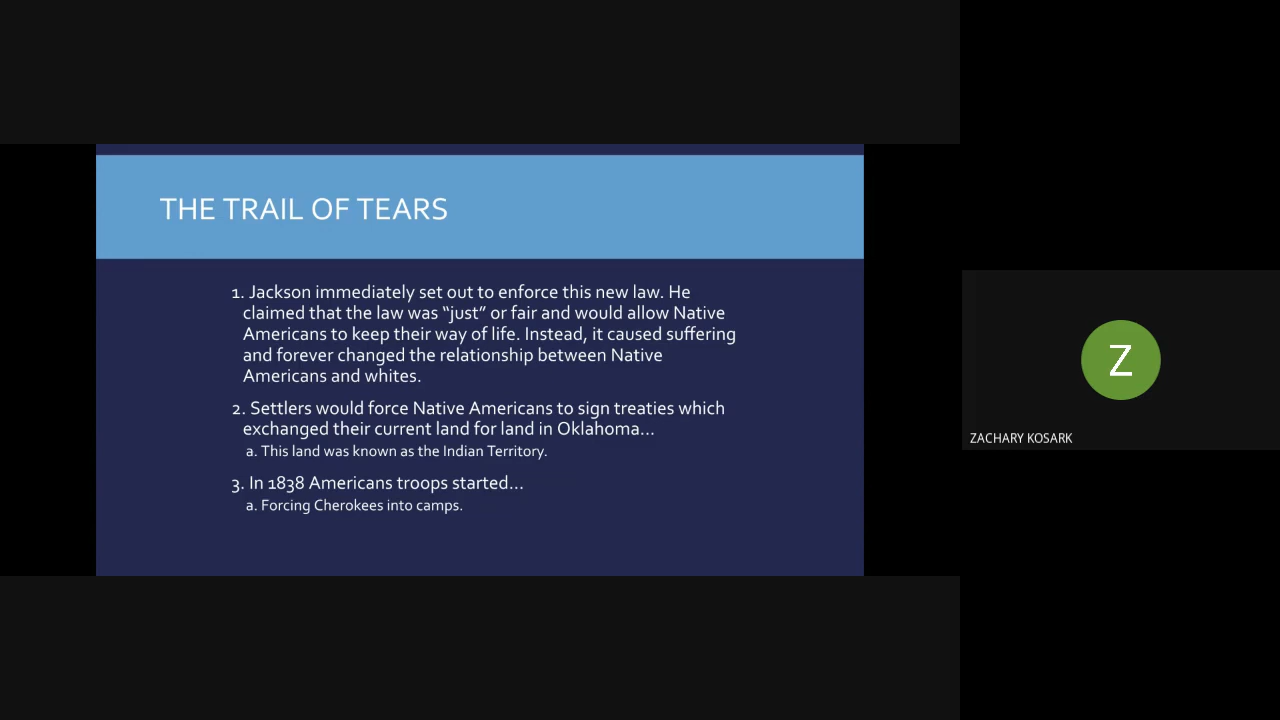 THE TRAIL OF TEARS
1. Jackson immediately set out to enforce this new law. He
claimed that the law was “just” or fair and would allow Native
Americans to keep their way of life. Instead, it caused suffering
and forever changed the relationship between Native
Americans and whites.
2. Settlers would force Native Americans to sign treaties which
exchanged their current land for land in Oklahoma...
a. This land was known as the Indian Territory.
3. In 1838 Americans troops started...
a. Forcing Cherokees into camps.
Z
ZACHARY KOSARK